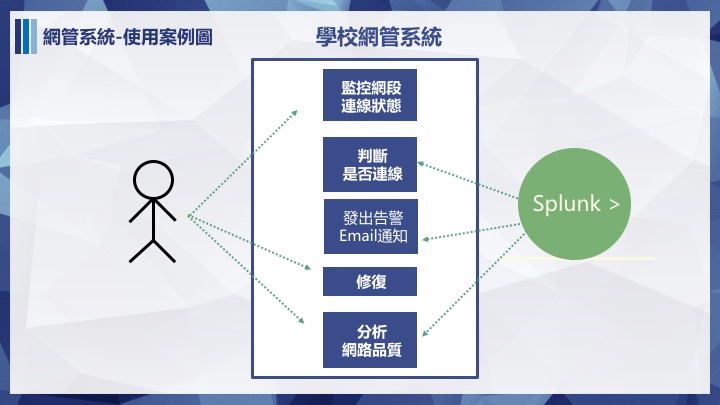 網管系統-使用案例圖
學校網管系統
監控網段
連線狀態
判斷
是否連線
發出告警
Email通知
修復
分析
網路品質
Splunk >